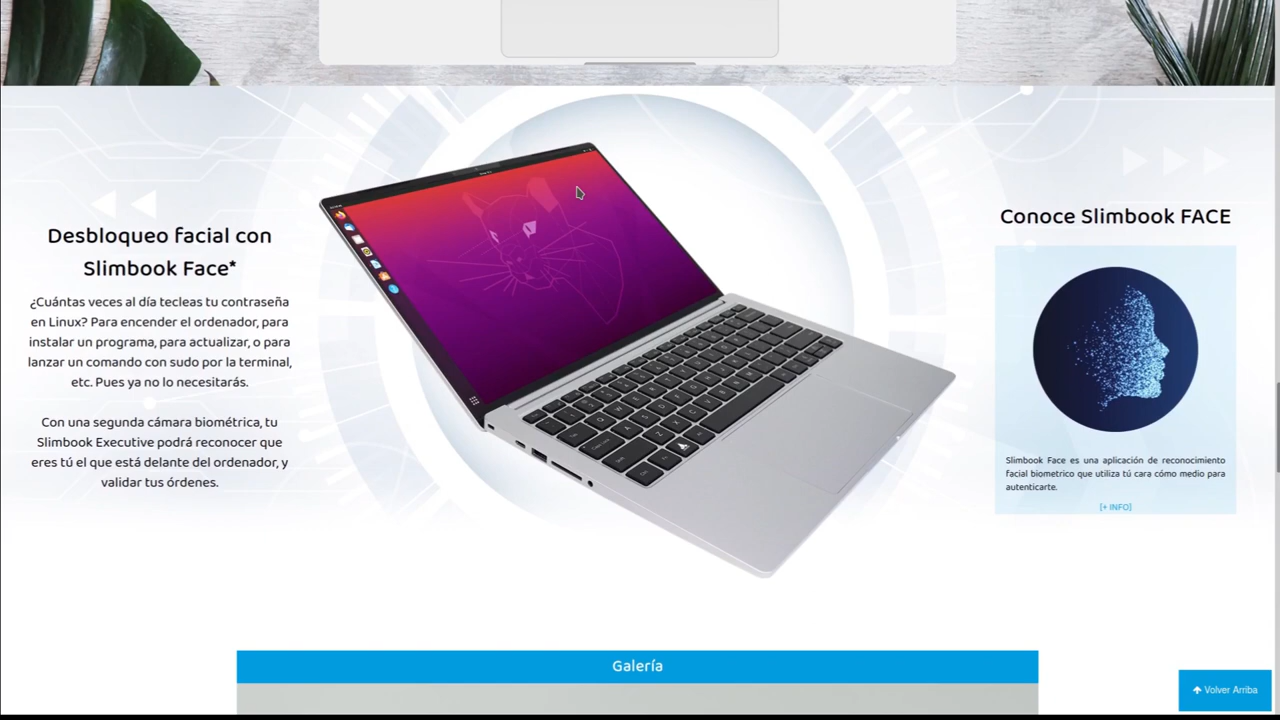 Desbloqueo facial con
Slimbook Face*
¿Cuántas veces al día tecleas tu contraseña
en Linux? Para encender el ordenador, para
instalar un programa, para actualizar, o para
lanzar un comando con sudo por la terminal,
etc. Pues ya no lo necesitarás.
Con una segunda cámara biométrica, tu
Slimbook Executive podrá reconocer que
eres tú el que está delante del ordenador, y
validar tus órdenes.
Conoce Slimbook FACE
Slimbook Face es una aplicación de reconocimiento
facial biometrico que utiliza tú cara cómo medio para
autenticarte.
[+ INFO]
Galería
Volver Arriba